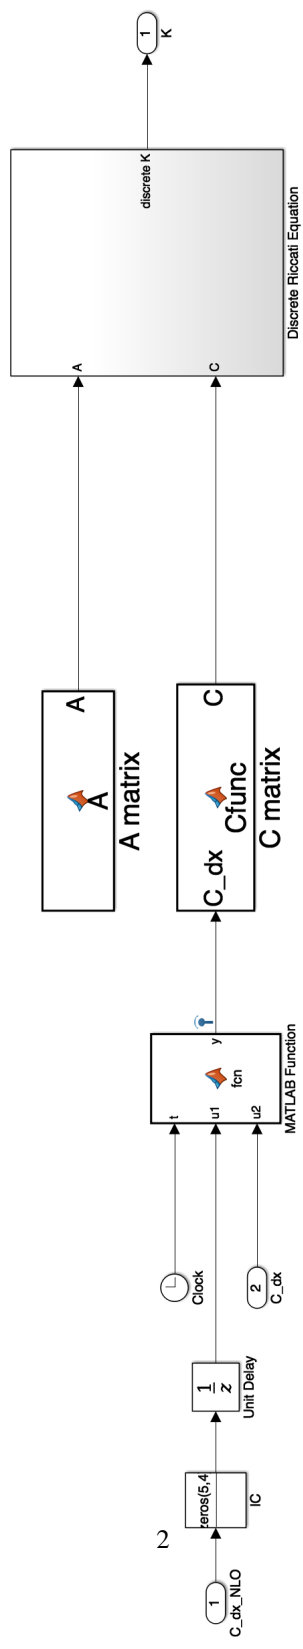 1
C_dx_NLO
zeros(5,4
IC
1
z
Unit Delay
Clock
2
C_dx
t
u1
u2
fcn
y
MATLAB Function
A
A
A matrix
C_dx
Cfunc
C
C matrix
A
C
discrete K
Discrete Riccati Equation
1
K
2